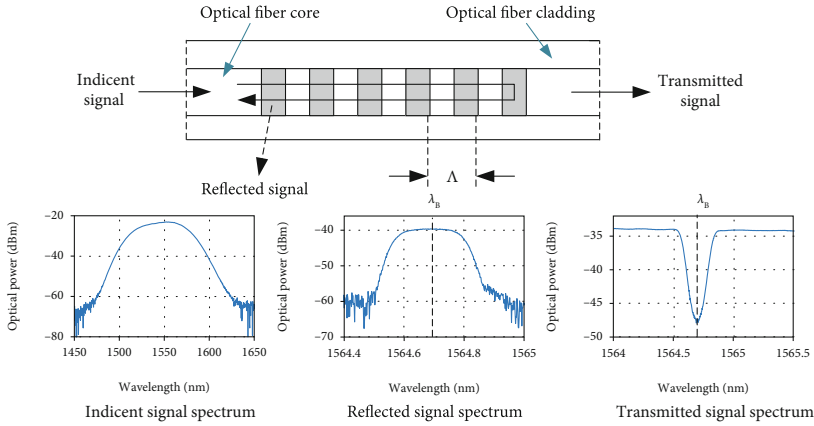 Optical fiber core
Optical fiber cladding
Indicent
signal
Transmitted
signal
Reflected signal
Λ
λB
λB
Optical power (dBm)
−20
−40
−60
−80
1450
1500
1550
1600
1650
Wavelength (nm)
Indicent signal spectrum
Optical power (dBm)
−40
−50
−60
−70
1564.4
1564.6
1564.8
1565
Wavelength (nm)
Reflected signal spectrum
Optical power (dBm)
−35
−40
−45
−50
1564
1564.5
1565
1565.5
Wavelength (nm)
Transmitted signal spectrum